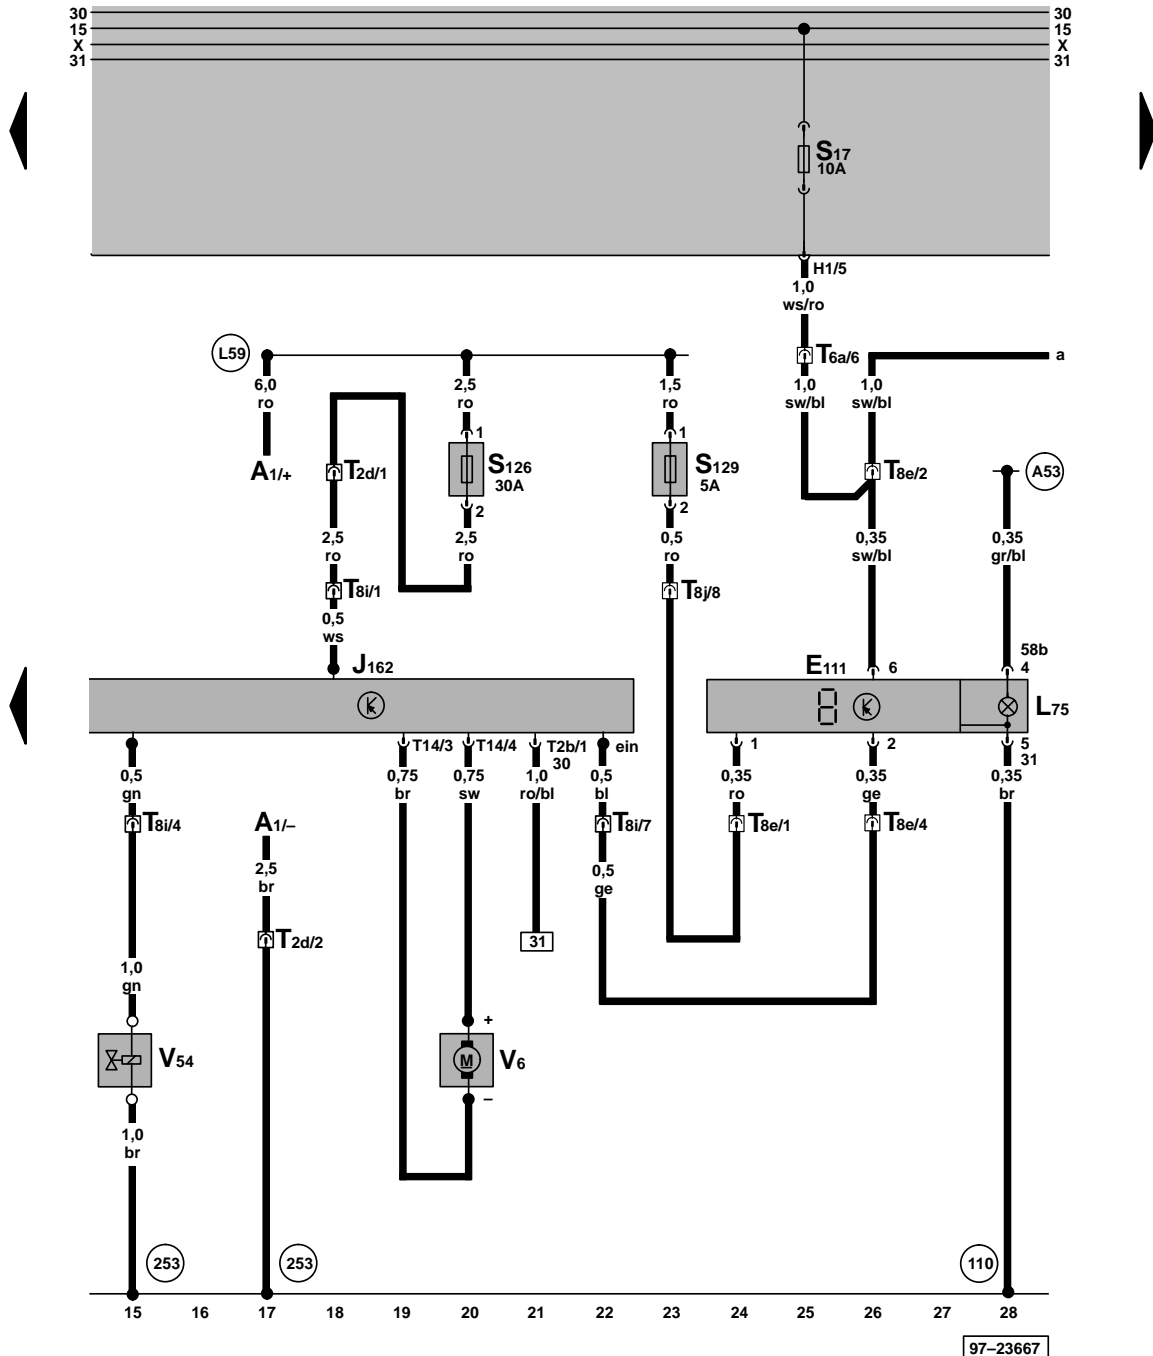 30 30
15 15
X X
31 31
S17
10A
H1/5
1,0
ws/ro
L59
T6a/6
a
6,0
ro
2,5
ro
1,5
ro
1,0
sw/bl
1,0
sw/bl
1
1
A1/+
T2d/1
S126
30A
S129
5A
T8e/2
A53
2
2
2,5
ro
2,5
ro
0,5
ro
0,35
sw/bl
0,35
gr/bl
T8i/1
T8j/8
0,5
ws
58b
J162
E111
6
4
L75
T14/3
T14/4
T2b/1
30
ein
1
2
5
31
0,5
gn
0,75
br
0,75
sw
1,0
ro/bl
0,5
bl
0,35
ro
0,35
ge
0,35
br
T8i/4
A1/–
T8i/7
T8e/1
T8e/4
2,5
br
0,5
ge
T2d/2
31
1,0
gn
+
V54
M
V6
–
1,0
br
253
253
110
15 16 17 18 19 20 21 22 23 24 25 26 27 28
97–23667